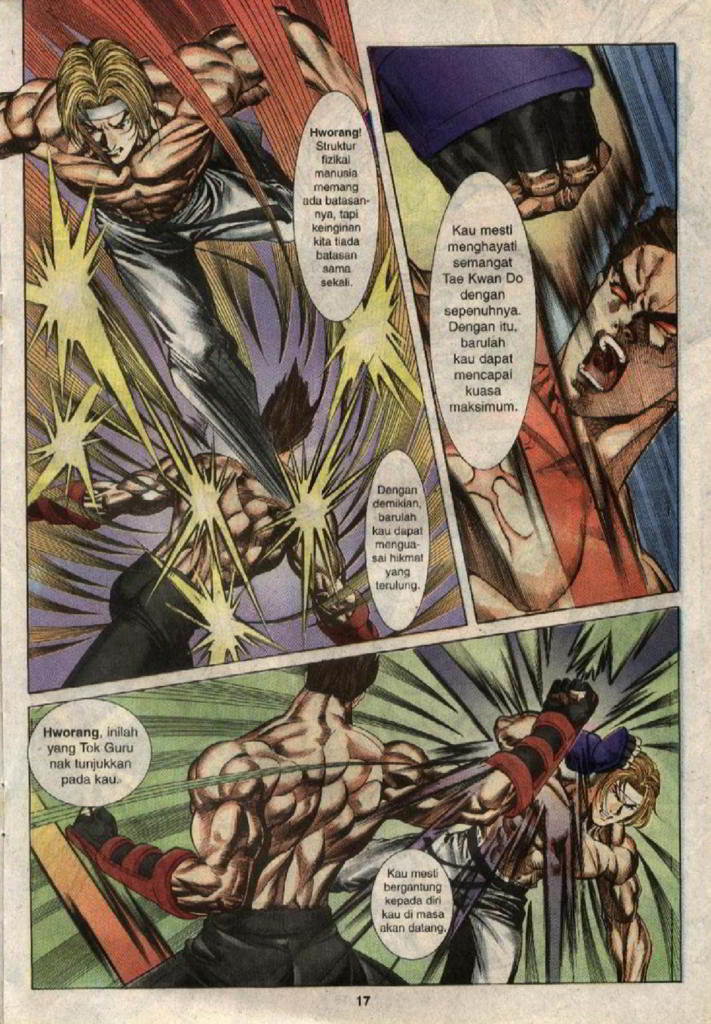 Hworang!
Struktur
fizikal
manusia
memang
ada batasan-
nya, tapi
keinginan
kita tiada
batasan
sama
sekali.
Kau mesti
menghayati
semangat
Tae Kwan Do
dengan
sepenuhnya.
Dengan itu,
barulah
kau dapat
mencapai
kuasa
maksimum.
Dengan
demikian,
barulah
kau dapat
mengua-
sai hikmat
yang
terulung.
Hworang, inilah
yang Tok Guru
nak tunjukkan
pada kau.
Kau mesti
bergantung
kepada diri
kau di masa
akan datang.
17